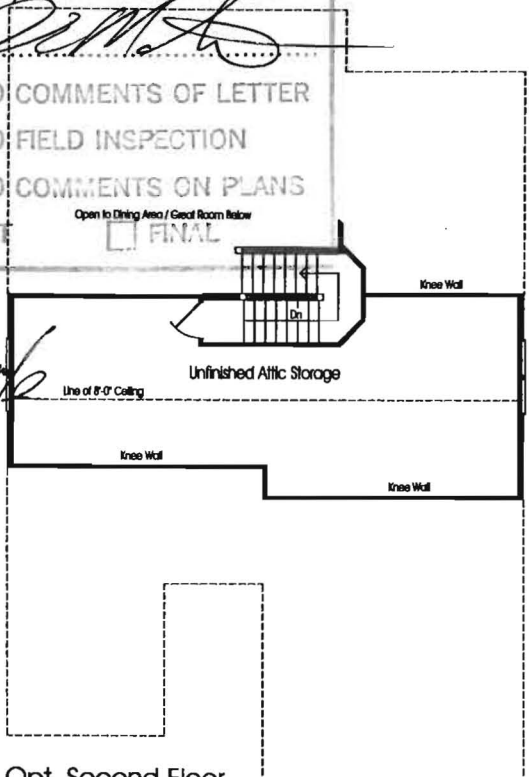 COMMENTS OF LETTER
FIELD INSPECTION
COMMENTS ON PLANS
Open to Dining Area / Great Room Below
FINAL
Knee Wall
Dn
Unfinished Attic Storage
Line of 8'-0" Ceiling
Knee Wall
Knee Wall
Opt. Second Floor